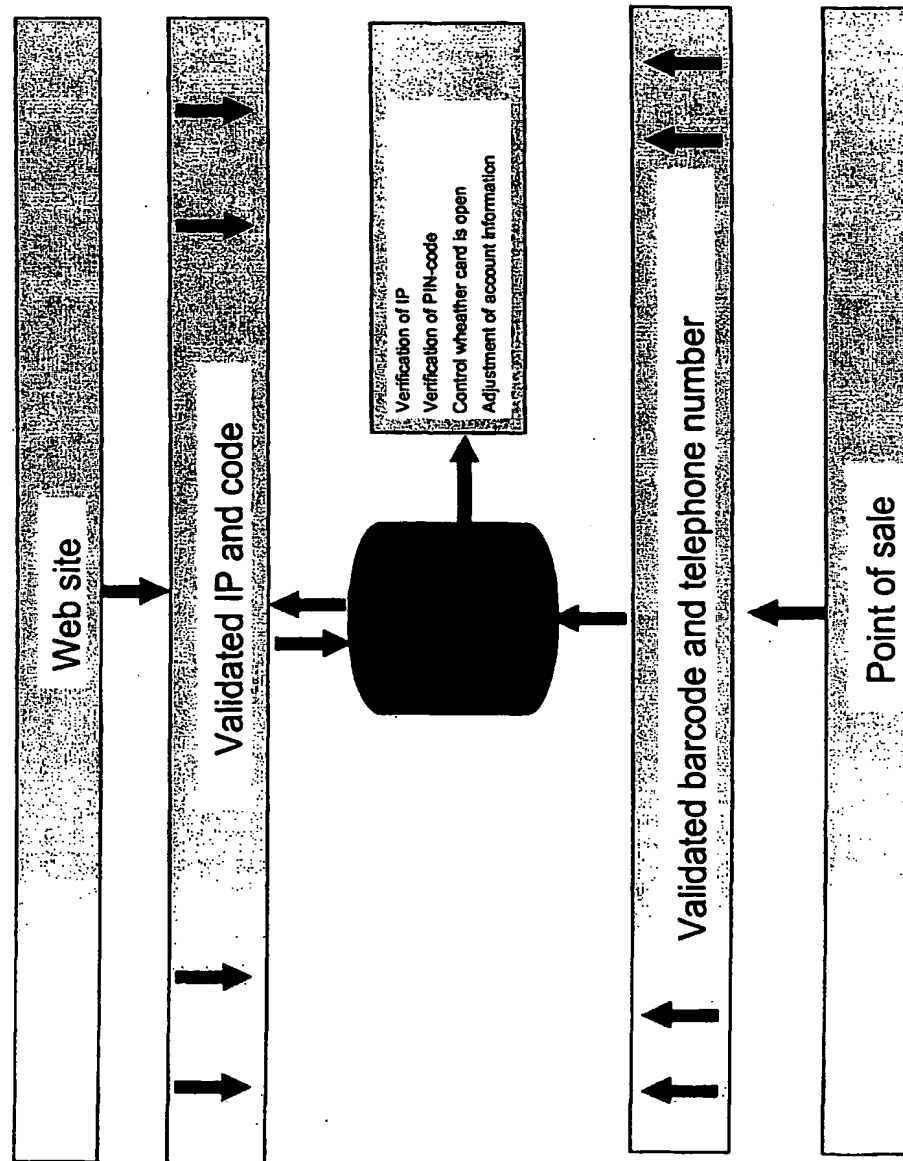 Web site
Validated IP and code
Verification of IP
Verification of PIN-code
Control wheather card is open
Adjustment of account information
Validated barcode and telephone number
Point of sale